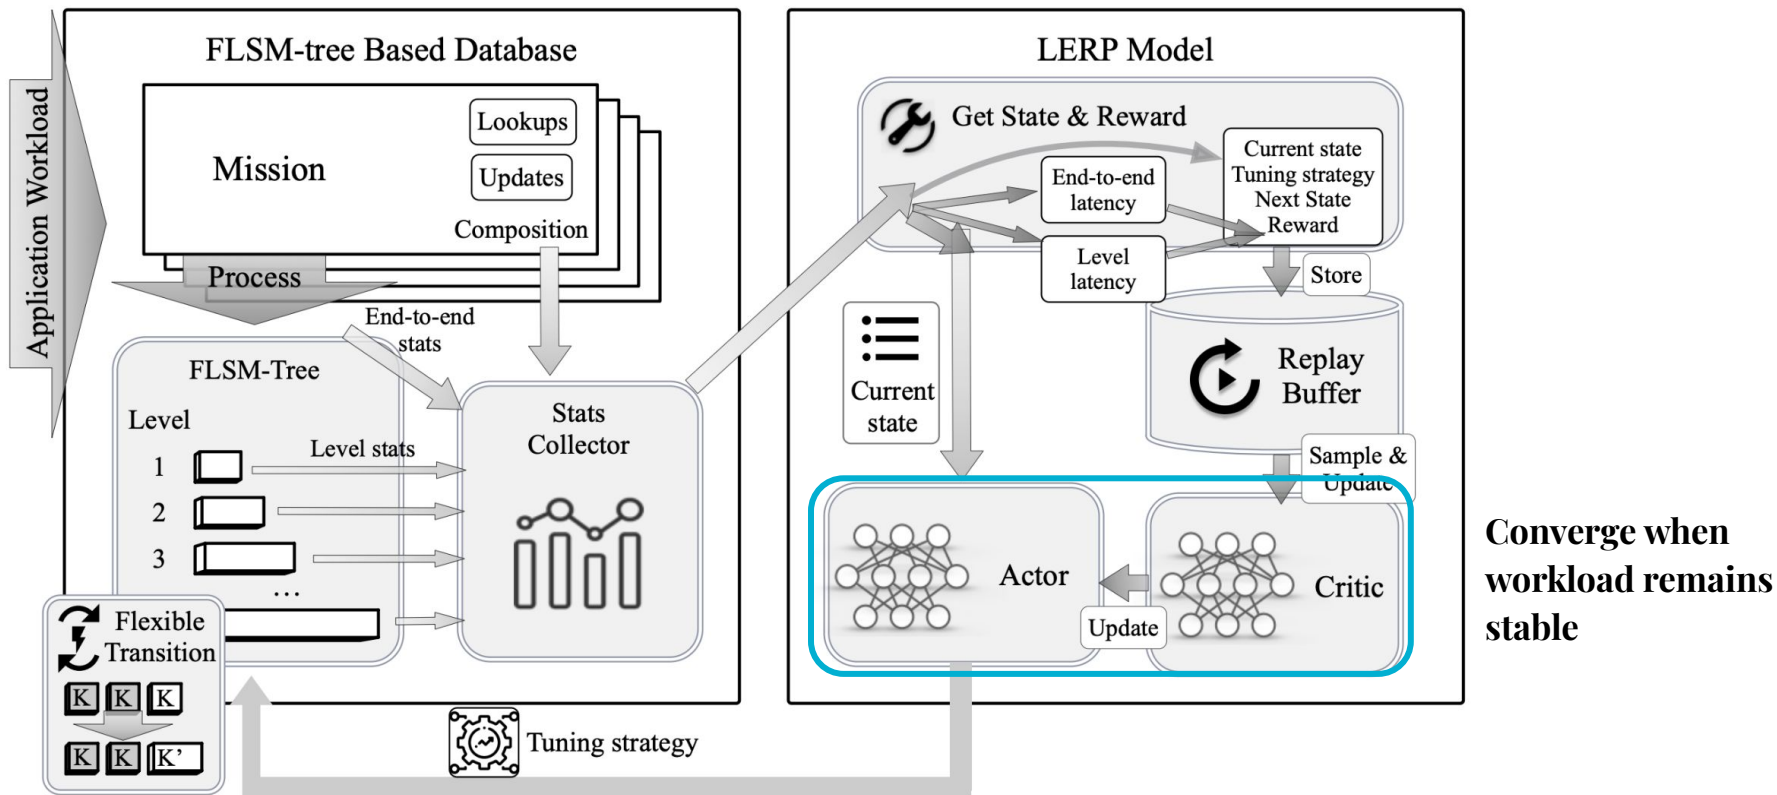 FLSM-tree Based Database
Application Workload
Mission
Lookups
Updates
Composition
Process
End-to-end
stats
FLSM-Tree
Level
1
2
3
...
Level stats
Stats
Collector
Flexible
Transition
K K K
K K K’
Tuning strategy
LERP Model
Get State & Reward
End-to-end
latency
Level
latency
Current state
Tuning strategy
Next State
Reward
Store
Current
state
Replay
Buffer
Sample &
Update
Actor
Update
Critic
Converge when
workload remains
stable